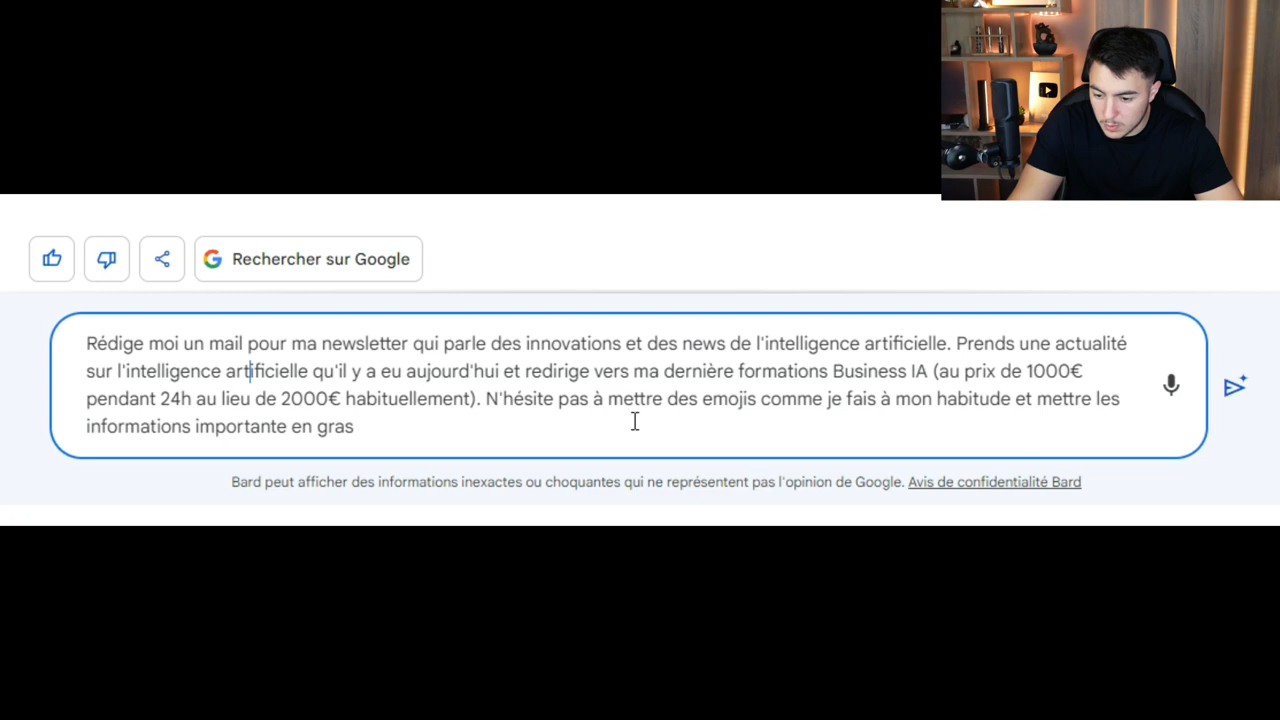 Rechercher sur Google
Rédige moi un mail pour ma newsletter qui parle des innovations et des news de l'intelligence artificielle. Prends une actualité
sur l'intelligence artificielle qu'il y a eu aujourd'hui et redirige vers ma dernière formations Business IA (au prix de 1000€
pendant 24h au lieu de 2000€ habituellement). N'hésite pas à mettre des emojis comme je fais à mon habitude et mettre les
informations importante en gras
Bard peut afficher des informations inexactes ou choquantes qui ne représentent pas l'opinion de Google. Avis de confidentialité Bard